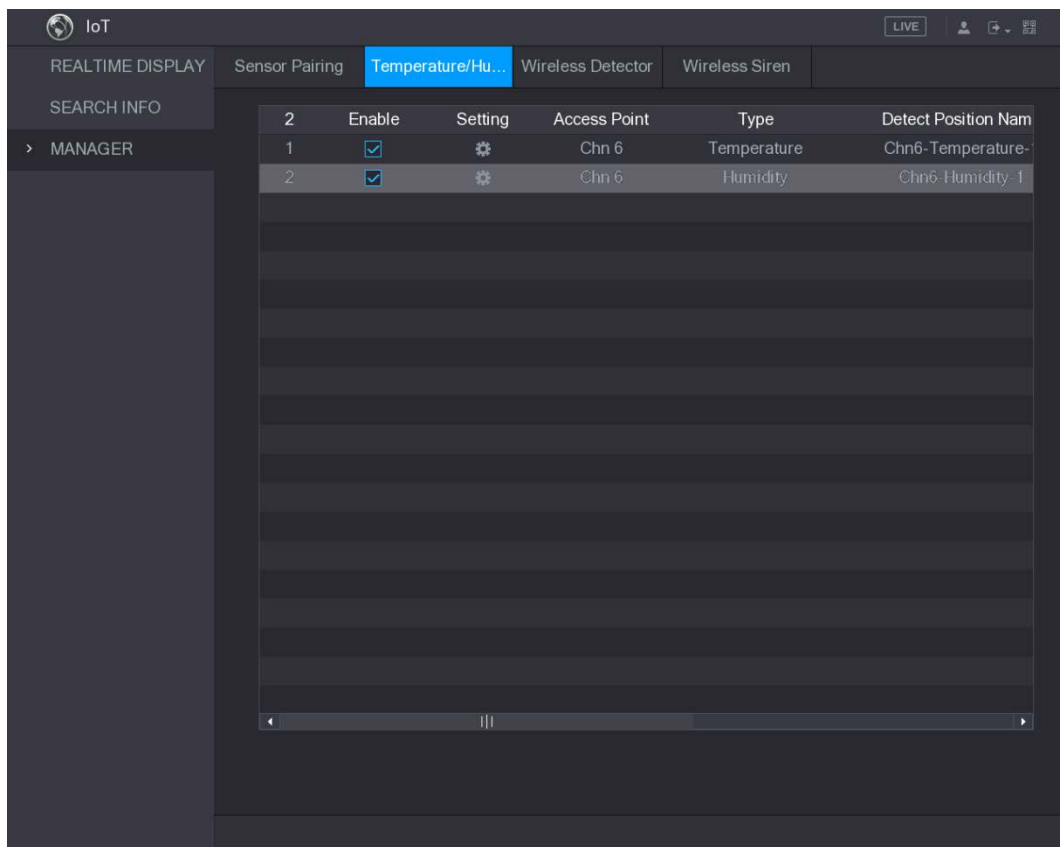 IoT LIVE
REALTIME DISPLAY
SEARCH INFO
MANAGER
Sensor Pairing Temperature/Hu... Wireless Detector Wireless Siren
2 Enable Setting Access Point Type Detect Position Nam
1 Chn 6 Temperature Chn6-Temperature-1
2 Chn 6 Humidity Chn6-Humidity-1